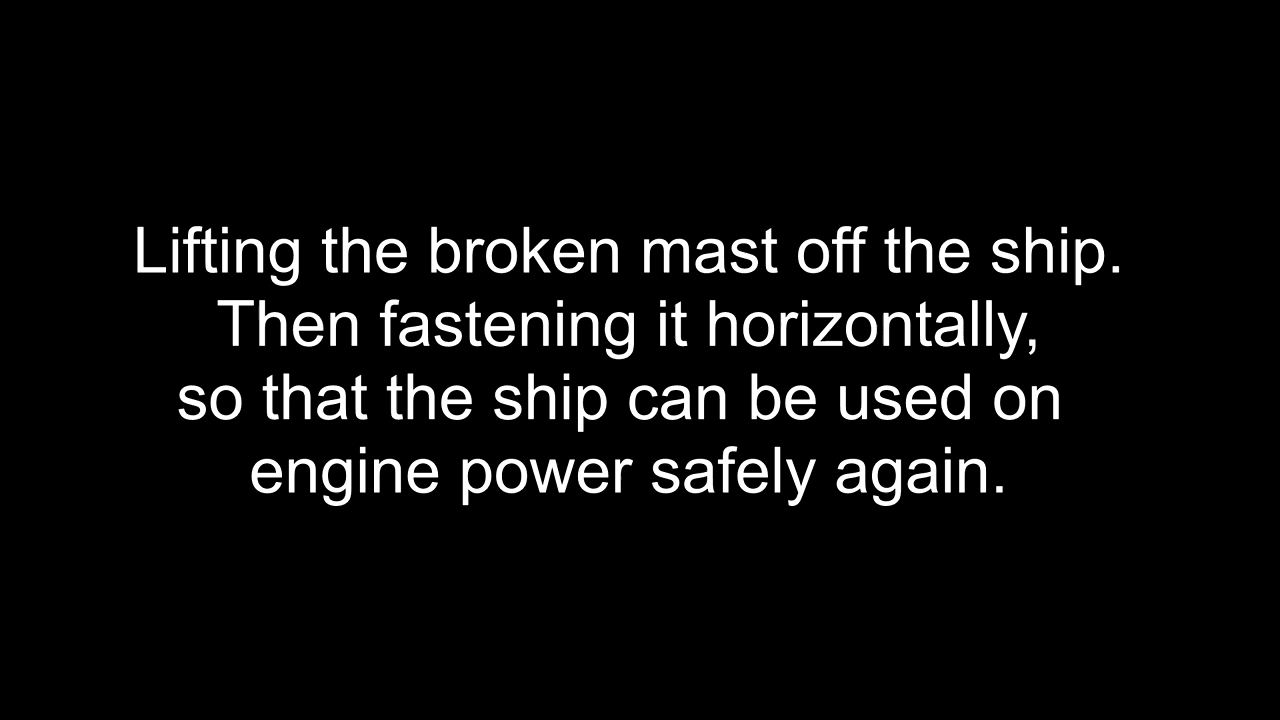 Lifting the broken mast off the ship.
Then fastening it horizontally,
so that the ship can be used on
engine power safely again.